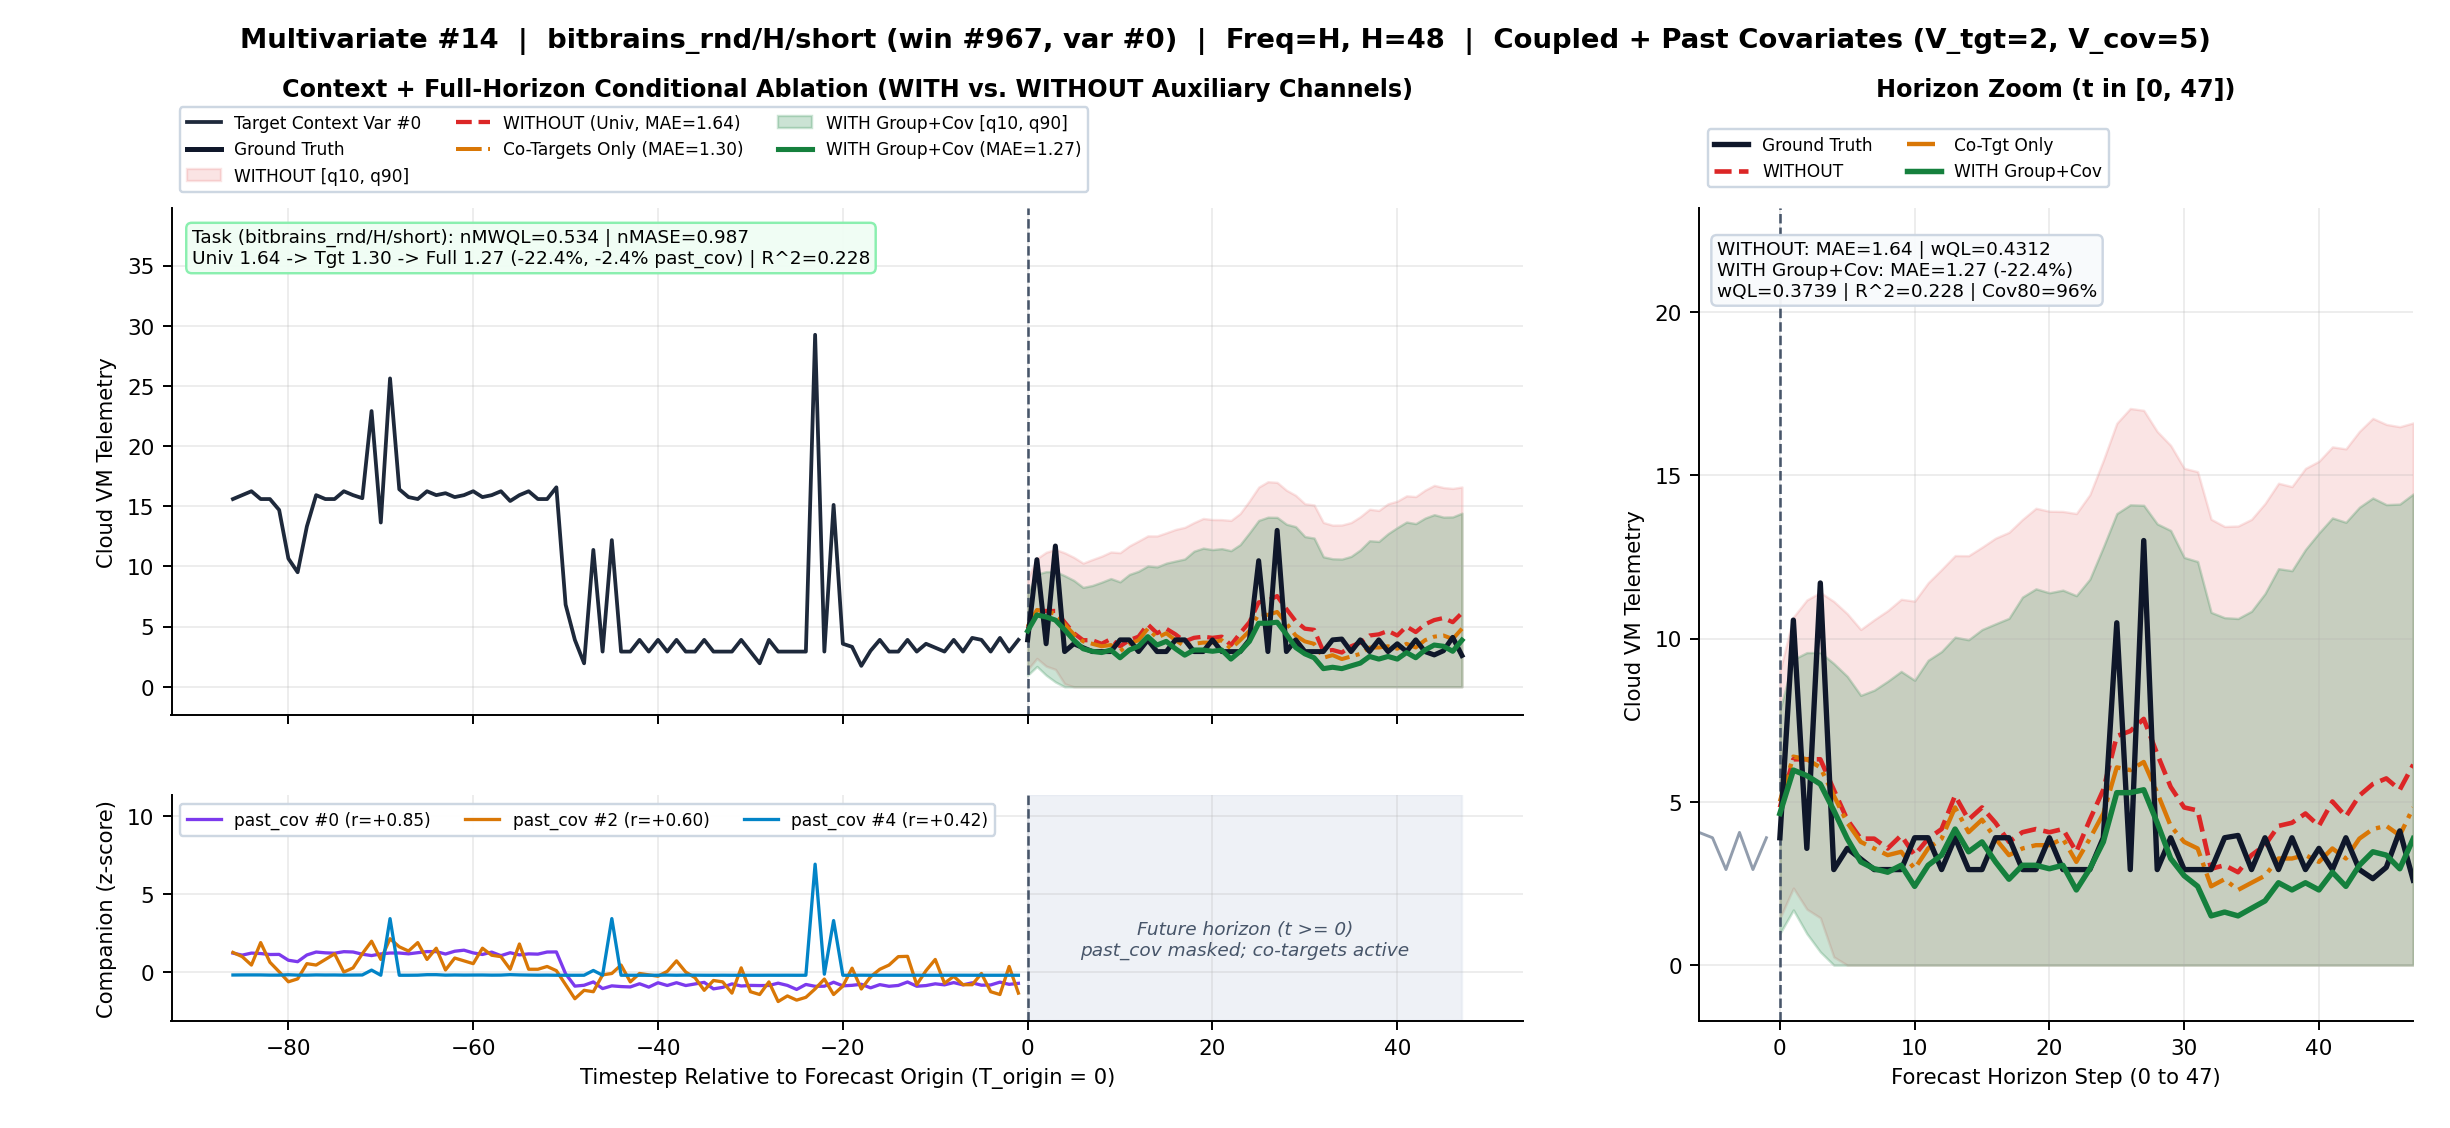 Multivariate #14 | bitbrains_rnd/H/short (win #967, var #0) | Freq=H, H=48 | Coupled + Past Covariates (V_tgt=2, V_cov=5)
Context + Full-Horizon Conditional Ablation (WITH vs. WITHOUT Auxiliary Channels)
Target Context Var #0
Ground Truth
WITHOUT [q10, q90]
WITHOUT (Univ, MAE=1.64)
Co-Targets Only (MAE=1.30)
WITH Group+Cov [q10, q90]
WITH Group+Cov (MAE=1.27)
Task (bitbrains_rnd/H/short): nMWQL=0.534 | nMASE=0.987
Univ 1.64 -> Tgt 1.30 -> Full 1.27 (-22.4%, -2.4% past_cov) | R^2=0.228
Cloud VM Telemetry
35
30
25
20
15
10
5
0
past_cov #0 (r=+0.85)
past_cov #2 (r=+0.60)
past_cov #4 (r=+0.42)
Future horizon (t >= 0)
past_cov masked; co-targets active
Companion (z-score)
10
5
0
−80
−60
−40
−20
0
20
40
Timestep Relative to Forecast Origin (T_origin = 0)
Horizon Zoom (t in [0, 47])
Ground Truth
WITHOUT
Co-Tgt Only
WITH Group+Cov
WITHOUT: MAE=1.64 | wQL=0.4312
WITH Group+Cov: MAE=1.27 (-22.4%)
wQL=0.3739 | R^2=0.228 | Cov80=96%
Cloud VM Telemetry
20
15
10
5
0
0
10
20
30
40
Forecast Horizon Step (0 to 47)